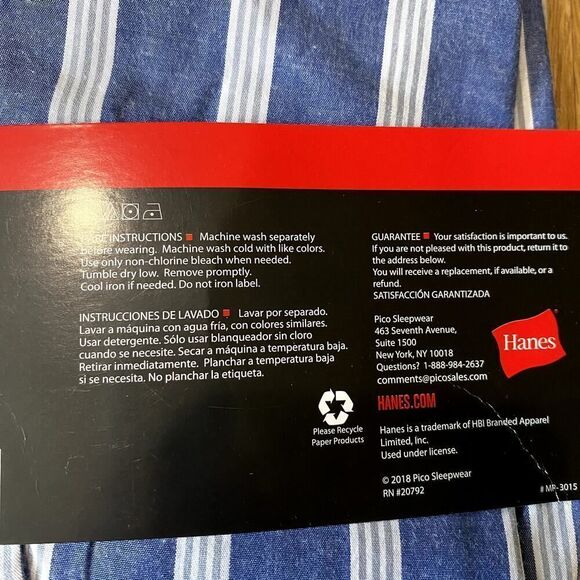 CARE INSTRUCTIONS ■ Machine wash separately
before wearing. Machine wash cold with like colors.
Use only non-chlorine bleach when needed.
Tumble dry low. Remove promptly.
Cool iron if needed. Do not iron label.
INSTRUCCIONES DE LAVADO ■ Lavar por separado.
Lavar a máquina con agua fría, con colores similares.
Usar detergente. Sólo usar blanqueador sin cloro
cuando se necesite. Secar a máquina a temperatura baja.
Retirar inmediatamente. Planchar a temperatura baja
si se necesita. No planchar la etiqueta.
Please Recycle
Paper Products
GUARANTEE ■ Your satisfaction is important to us.
If you are not pleased with this product, return it to
the address below.
You will receive a replacement, if available, or a
refund.
SATISFACCIÓN GARANTIZADA
Pico Sleepwear
463 Seventh Avenue,
Suite 1500
New York, NY 10018
Questions? 1-888-984-2637
comments@picosales.com
Hanes
HANES.COM
Hanes is a trademark of HBI Branded Apparel
Limited, Inc.
Used under license.
© 2018 Pico Sleepwear
RN #20792
# MP-3015